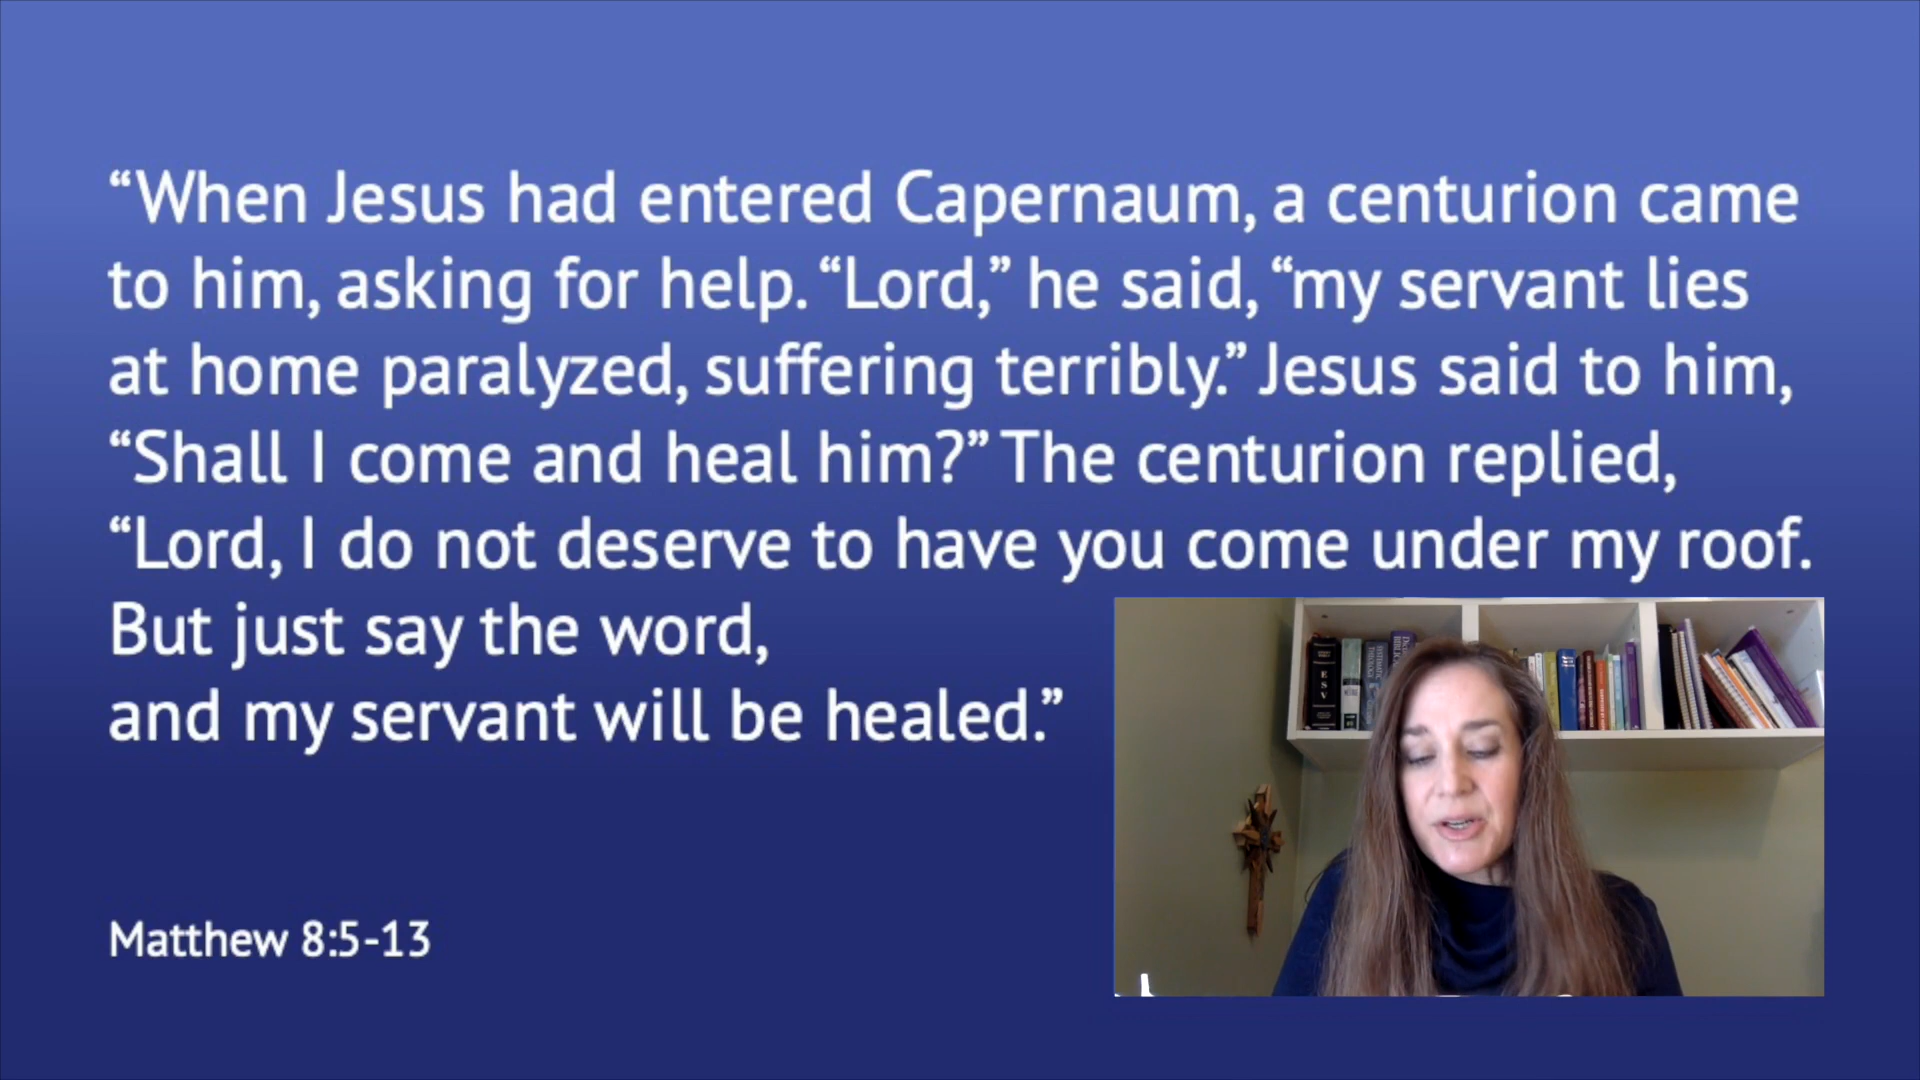 “When Jesus had entered Capernaum, a centurion came
to him, asking for help. “Lord,” he said, “my servant lies
at home paralyzed, suffering terribly.” Jesus said to him,
“Shall I come and heal him?” The centurion replied,
“Lord, I do not deserve to have you come under my roof.
But just say the word,
and my servant will be healed.”
Matthew 8:5-13
ESV